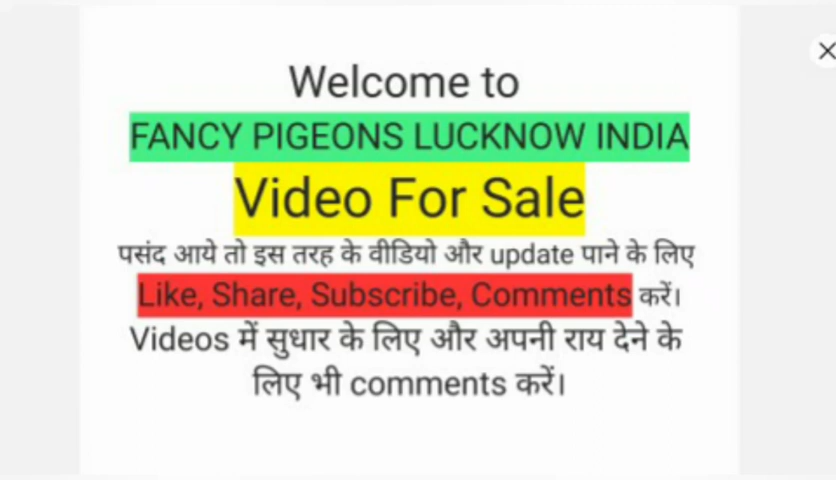 Welcome to
FANCY PIGEONS LUCKNOW INDIA
Video For Sale
पसंद आये तो इस तरह के वीडियो और update पाने के लिए
Like, Share, Subscribe, Comments करें।
Videos में सुधार के लिए और अपनी राय देने के
लिए भी comments करें।